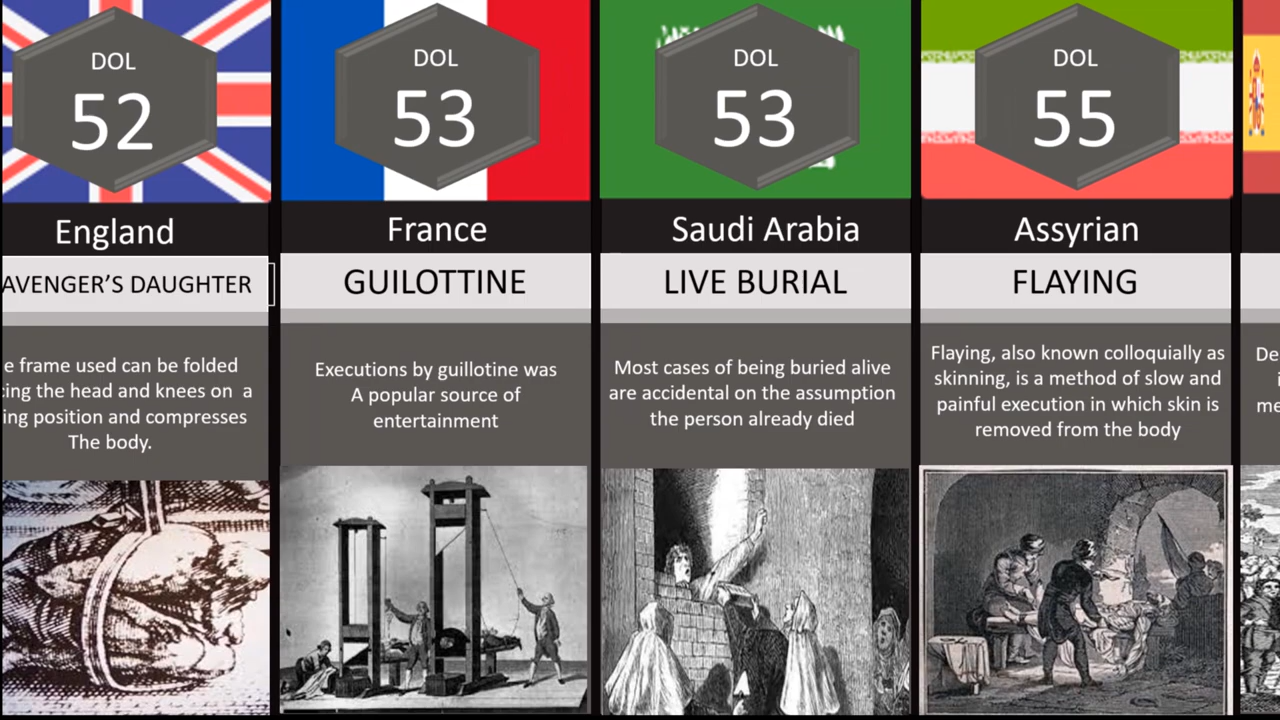 DOL
52
England
AVENGER'S DAUGHTER
e frame used can be folded
cing the head and knees on a
ing position and compresses
The body.
DOL
53
France
GUILOTTINE
Executions by guillotine was
A popular source of
entertainment
DOL
53
Saudi Arabia
LIVE BURIAL
Most cases of being buried alive
are accidental on the assumption
the person already died
DOL
55
Assyrian
FLAYING
Flaying, also known colloquially as
skinning, is a method of slow and
painful execution in which skin is
removed from the body
De
i
me